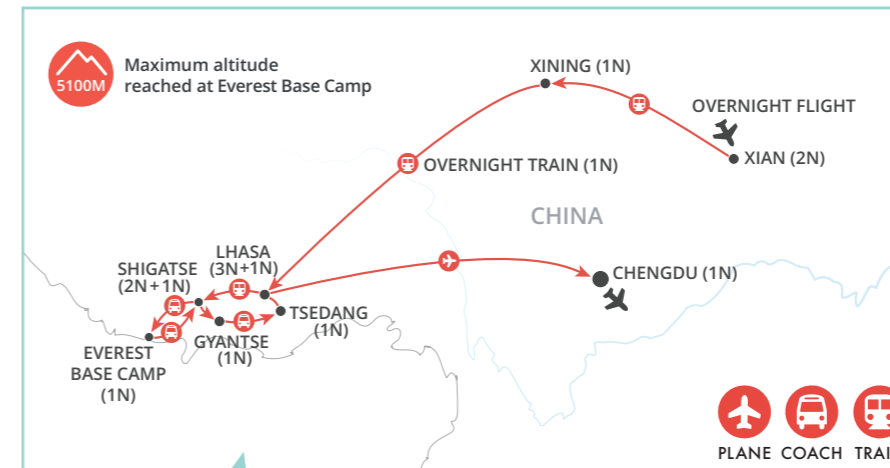 5100M
Maximum altitude
reached at Everest Base Camp
XINING (1N)
OVERNIGHT FLIGHT
XIAN (2N)
OVERNIGHT TRAIN (1N)
CHINA
LHASA
(3N+1N)
SHIGATSE
(2N+1N)
CHENGDU (1N)
TSEDANG
(1N)
GYANTSE
(1N)
EVEREST
BASE CAMP
(1N)
PLANE COACH TRAI